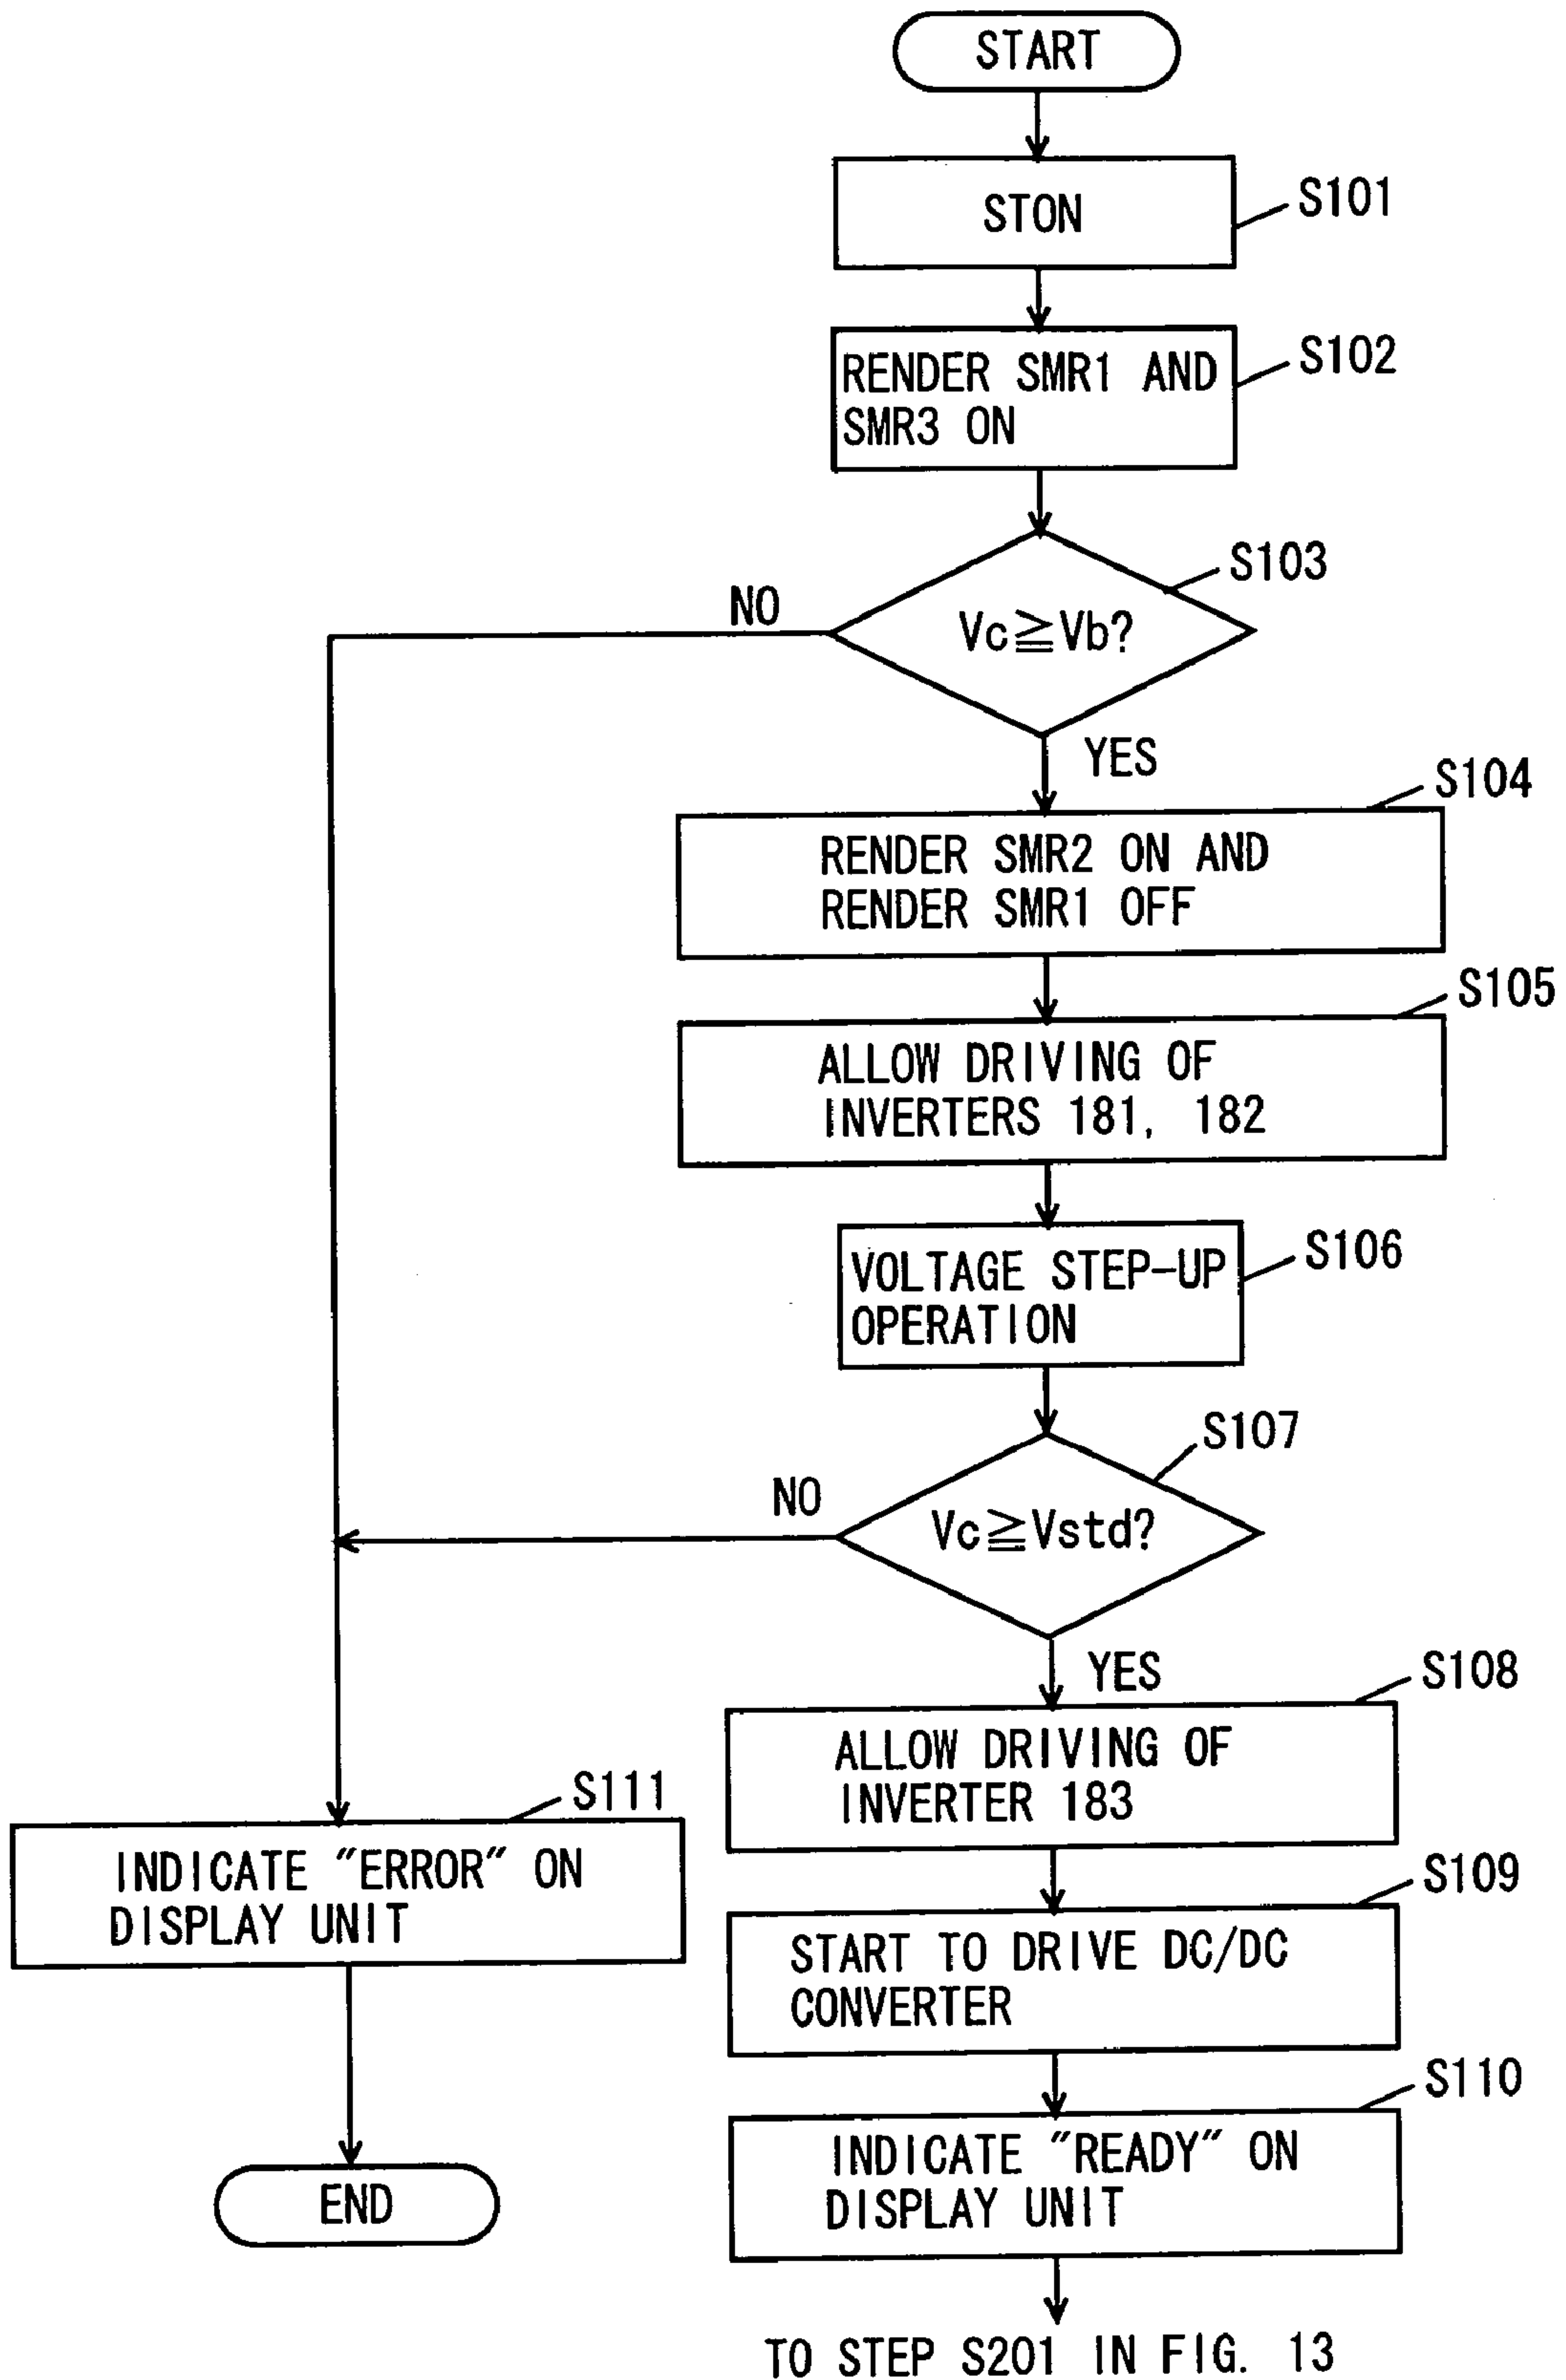 START
STON
S101
RENDER SMR1 AND
SMR3 ON
S102
S103
NO
Vc≧Vb?
YES
S104
RENDER SMR2 ON AND
RENDER SMR1 OFF
S105
ALLOW DRIVING OF
INVERTERS 181, 182
S106
VOLTAGE STEP-UP
OPERATION
S107
NO
Vc≧Vstd?
YES
S108
ALLOW DRIVING OF
INVERTER 183
S111
INDICATE "ERROR" ON
DISPLAY UNIT
S109
START TO DRIVE DC/DC
CONVERTER
S110
INDICATE "READY" ON
DISPLAY UNIT
END
TO STEP S201 IN FIG. 13